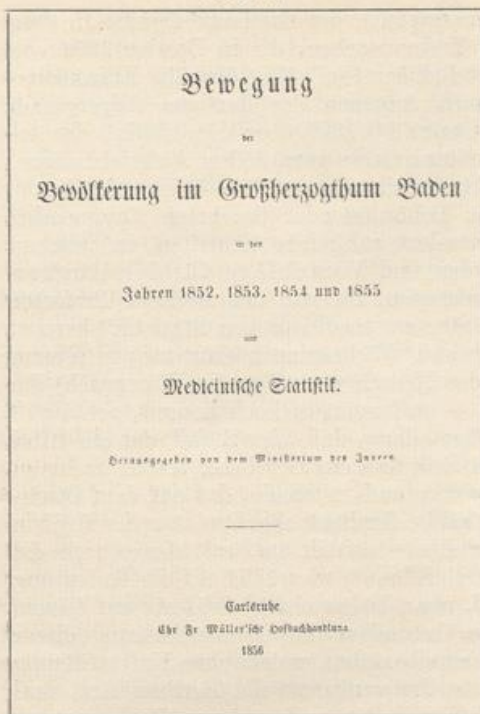 Bewegung
der
Bevölkerung im Großherzogthum Baden
in den
Jahren 1852, 1853, 1854 und 1855
und
Medicinische Statistik.
Herausgegeben von dem Ministerium des Innern.
Carlsruhe
Chr Fr Müller'sche Hofbuchhandlung
1856